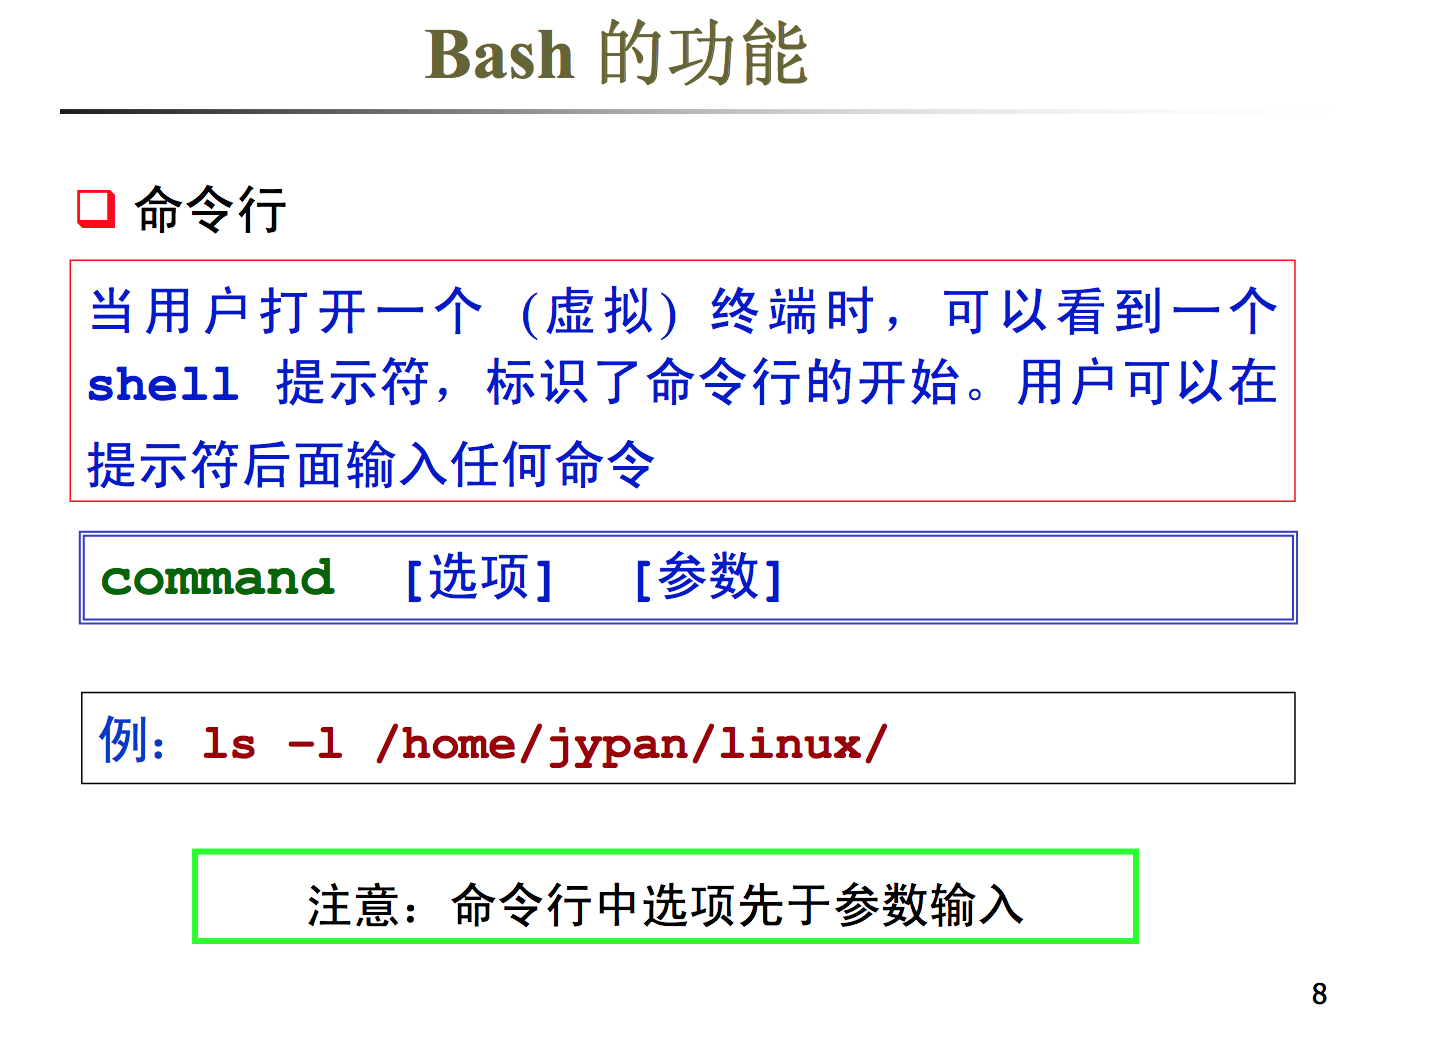 Bash 的功能
命令行
当用户打开一个 (虚拟) 终端时，可以看到一个
shell 提示符，标识了命令行的开始。用户可以在
提示符后面输入任何命令
command [选项] [参数]
例：ls –l /home/jypan/linux/
注意：命令行中选项先于参数输入
8